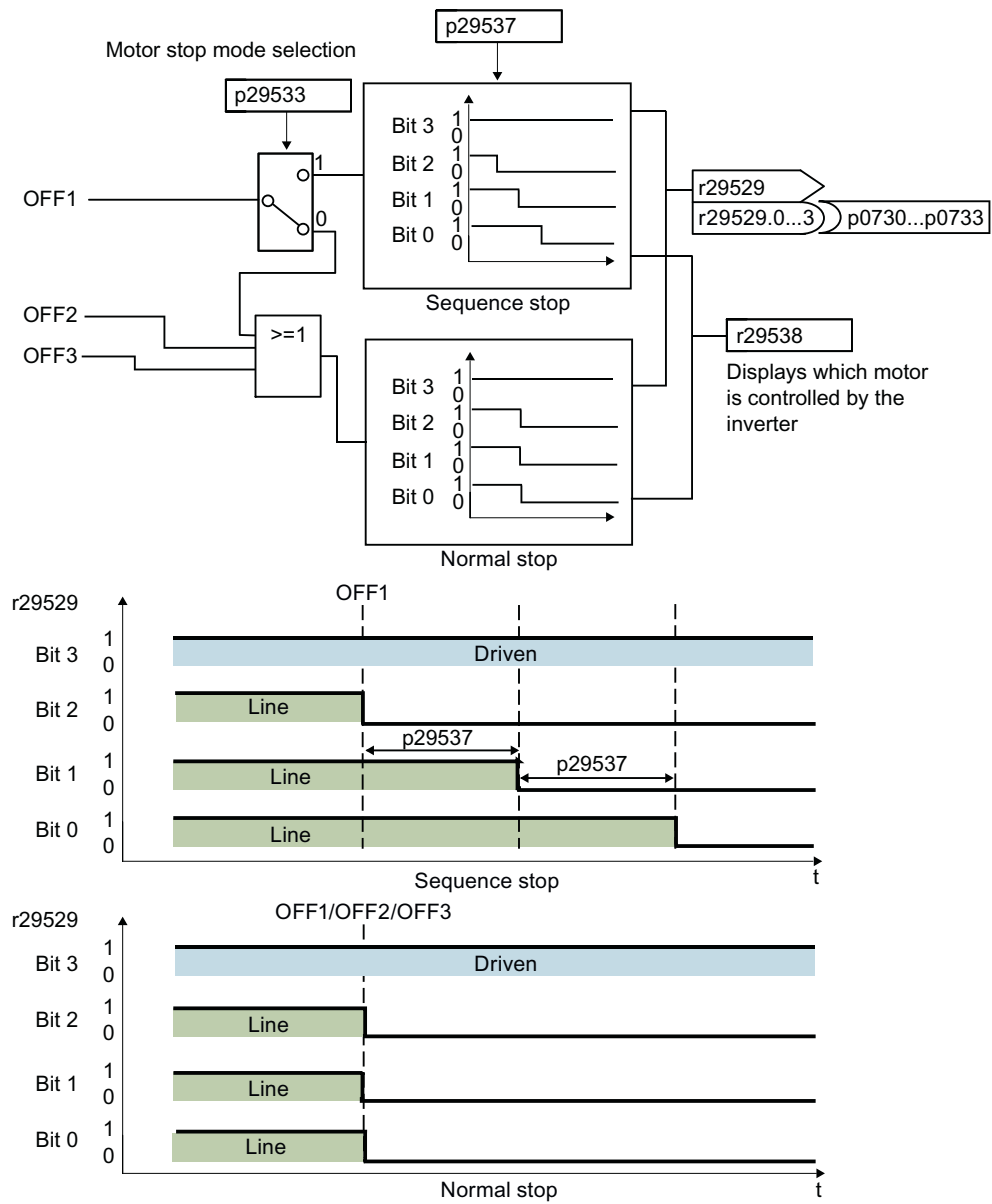 p29537
Motor stop mode selection
p29533
Bit 3 1 0
Bit 2 1 0
Bit 1 1 0
Bit 0 1 0
1
0
OFF1
r29529
r29529.0...3
p0730...p0733
Sequence stop
OFF2
OFF3
>=1
r29538
Displays which motor
is controlled by the
inverter
Bit 3 1 0
Bit 2 1 0
Bit 1 1 0
Bit 0 1 0
Normal stop
OFF1
r29529
Bit 3 1 0 Driven
Bit 2 1 0 Line
p29537
Bit 1 1 0 Line p29537
Bit 0 1 0 Line
Sequence stop t
OFF1/OFF2/OFF3
r29529
Bit 3 1 0 Driven
Bit 2 1 0 Line
Bit 1 1 0 Line
Bit 0 1 0 Line
Normal stop t